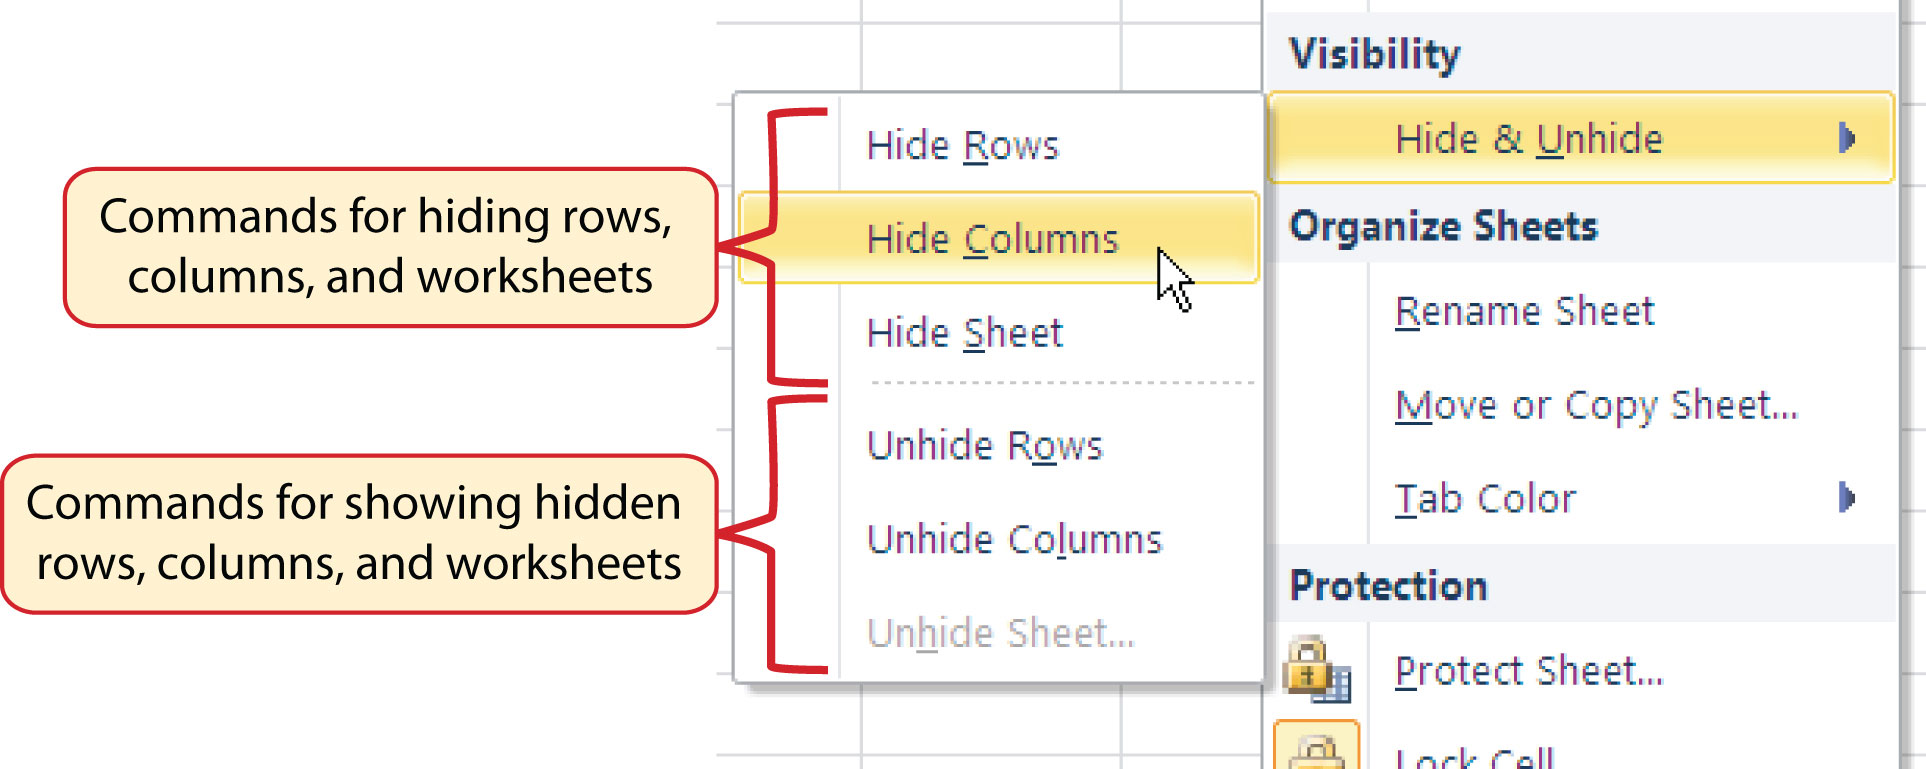 Commands for hiding rows,
columns, and worksheets
Commands for showing hidden
rows, columns, and worksheets
Hide Rows
Hide Columns
Hide Sheet
Unhide Rows
Unhide Columns
Unhide Sheet...
Visibility
Hide & Unhide
Organize Sheets
Rename Sheet
Move or Copy Sheet...
Tab Color
Protection
Protect Sheet...
Lock Cell